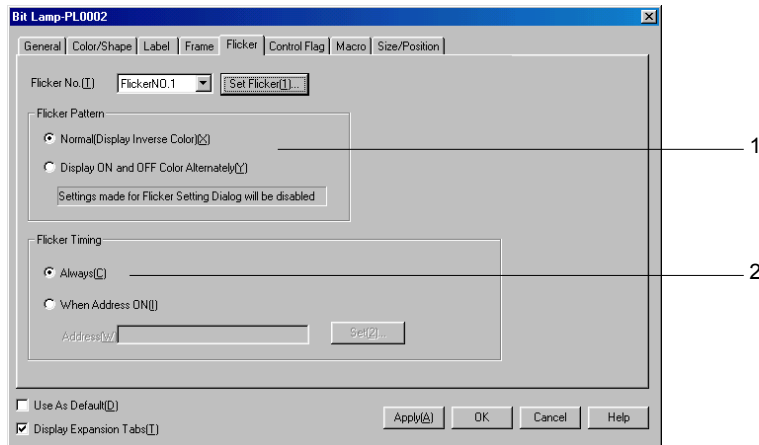 Bit Lamp-PL0002
General Color/Shape Label Frame Flicker Control Flag Macro Size/Position
Flicker No.(T) FlickerNO.1 Set Flicker(1)...
Flicker Pattern
Normal(Display Inverse Color)(X)
1
Display ON and OFF Color Alternately(Y)
Settings made for Flicker Setting Dialog will be disabled
Flicker Timing
Always(C)
2
When Address ON(I)
Address(W) Set(2)...
Use As Default(D)
Display Expansion Tabs(T)
Apply(A) OK Cancel Help